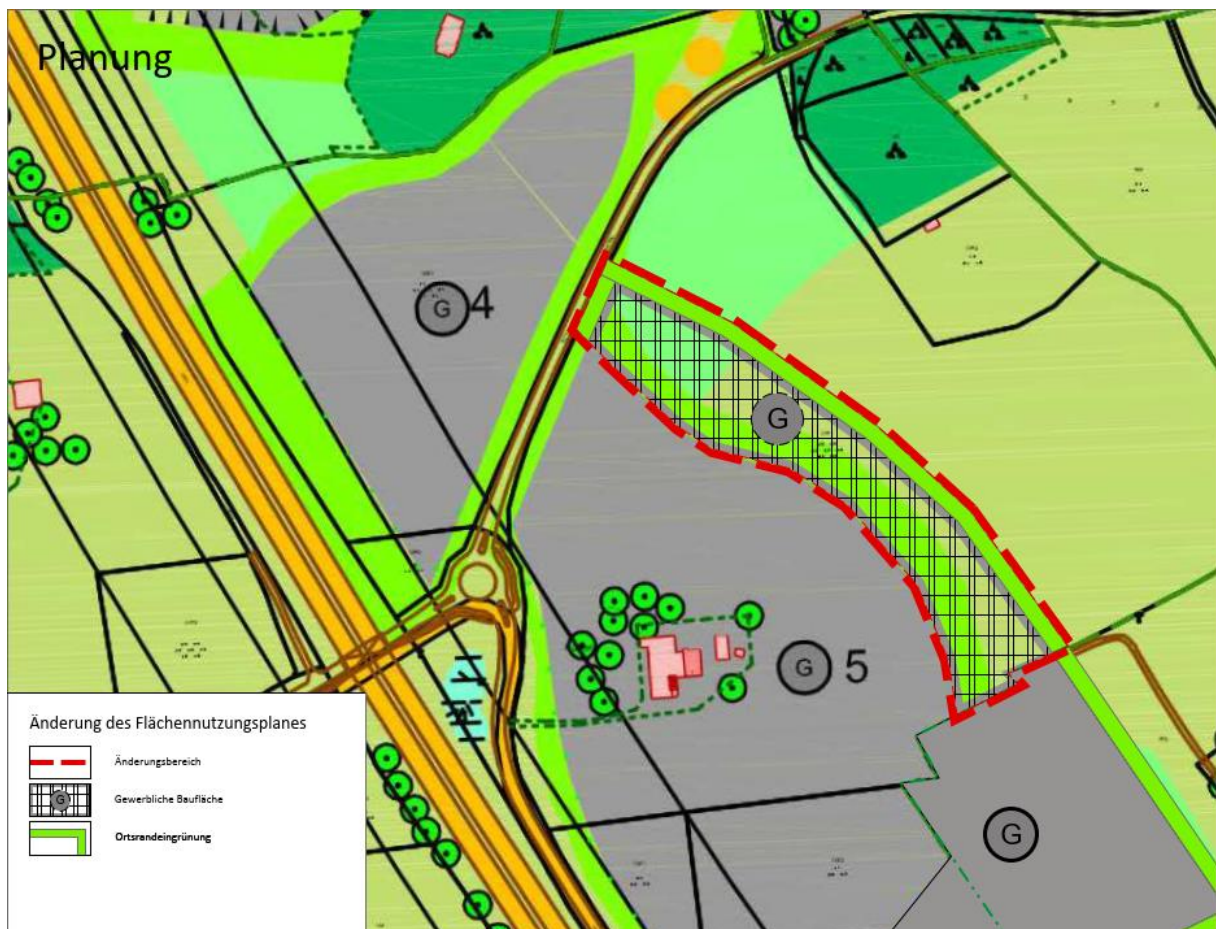 Planung
G 4
G
G 5
G
Änderung des Flächennutzungsplanes
Änderungsbereich
G Gewerbliche Baufläche
Ortsrandeingrünung